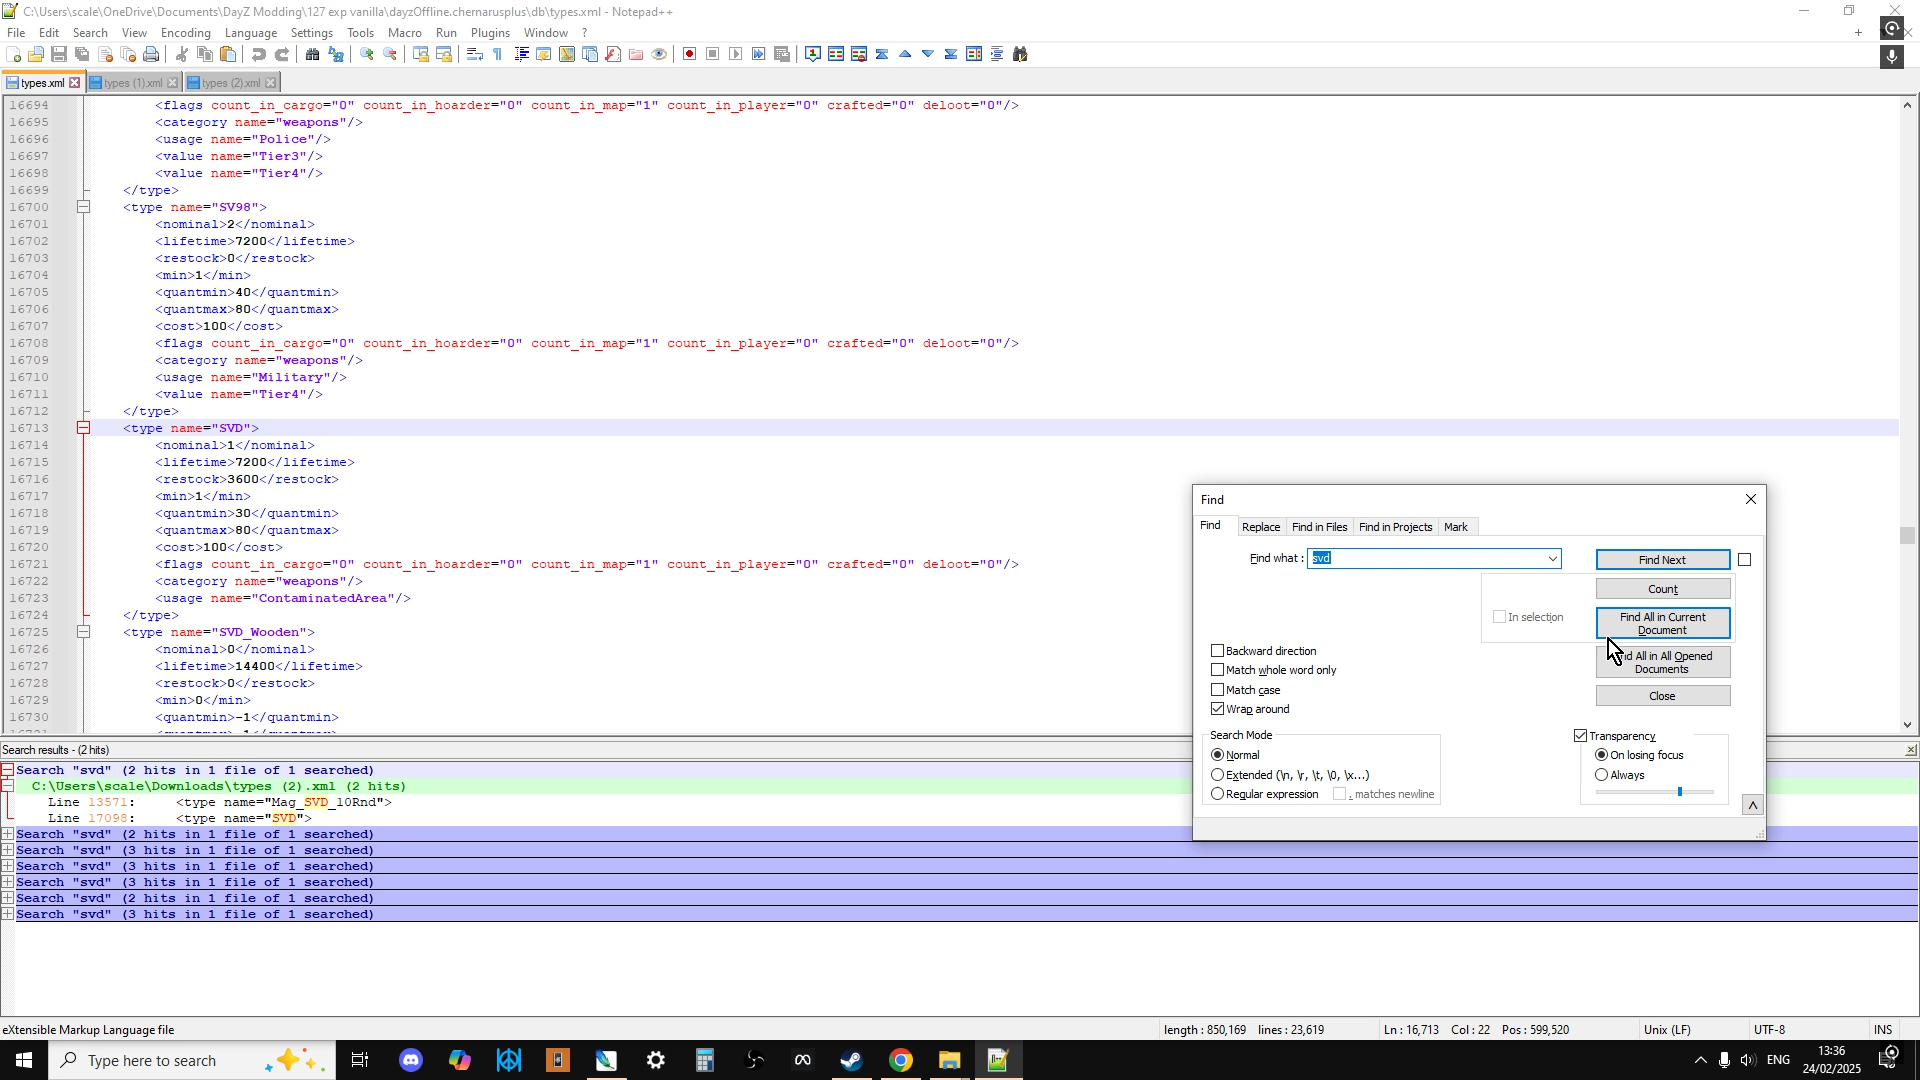 C:\Users\scale\OneDrive\Documents\DayZ Modding\127 exp vanilla\dayzOffline.chernarusplus\db\types.xml - Notepad++
File Edit Search View Encoding Language Settings Tools Macro Run Plugins Window ?
types.xml types (1).xml types (2).xml
16694 <flags count_in_cargo="0" count_in_hoarder="0" count_in_map="1" count_in_player="0" crafted="0" deloot="0"/>
16695 <category name="weapons"/>
16696 <usage name="Police"/>
16697 <value name="Tier3"/>
16698 <value name="Tier4"/>
16699 </type>
16700 <type name="SV98">
16701 <nominal>2</nominal>
16702 <lifetime>7200</lifetime>
16703 <restock>0</restock>
16704 <min>1</min>
16705 <quantmin>40</quantmin>
16706 <quantmax>80</quantmax>
16707 <cost>100</cost>
16708 <flags count_in_cargo="0" count_in_hoarder="0" count_in_map="1" count_in_player="0" crafted="0" deloot="0"/>
16709 <category name="weapons"/>
16710 <usage name="Military"/>
16711 <value name="Tier4"/>
16712 </type>
16713 <type name="SVD">
16714 <nominal>1</nominal>
16715 <lifetime>7200</lifetime>
16716 <restock>3600</restock>
16717 <min>1</min>
16718 <quantmin>30</quantmin>
16719 <quantmax>80</quantmax>
16720 <cost>100</cost>
16721 <flags count_in_cargo="0" count_in_hoarder="0" count_in_map="1" count_in_player="0" crafted="0" deloot="0"/>
16722 <category name="weapons"/>
16723 <usage name="ContaminatedArea"/>
16724 </type>
16725 <type name="SVD_Wooden">
16726 <nominal>0</nominal>
16727 <lifetime>14400</lifetime>
16728 <restock>0</restock>
16729 <min>0</min>
16730 <quantmin>-1</quantmin>
Find
Find Replace Find in Files Find in Projects Mark
Find what : svd
Find Next
Count
In selection
Find All in Current Document
All in All Opened Documents
Close
Backward direction
Match whole word only
Match case
Wrap around
Search Mode
Normal
Extended (\n, \r, \t, \0, \x...)
Regular expression . matches newline
Transparency
On losing focus
Always
Search results - (2 hits)
Search "svd" (2 hits in 1 file of 1 searched)
C:\Users\scale\Downloads\types (2).xml (2 hits)
Line 13571: <type name="Mag_SVD_10Rnd">
Line 17098: <type name="SVD">
Search "svd" (2 hits in 1 file of 1 searched)
Search "svd" (3 hits in 1 file of 1 searched)
Search "svd" (3 hits in 1 file of 1 searched)
Search "svd" (3 hits in 1 file of 1 searched)
Search "svd" (2 hits in 1 file of 1 searched)
Search "svd" (3 hits in 1 file of 1 searched)
eXtensible Markup Language file length : 850,169 lines : 23,619 Ln : 16,713 Col : 22 Pos : 599,520 Unix (LF) UTF-8 INS
Type here to search
ENG
13:36
24/02/2025